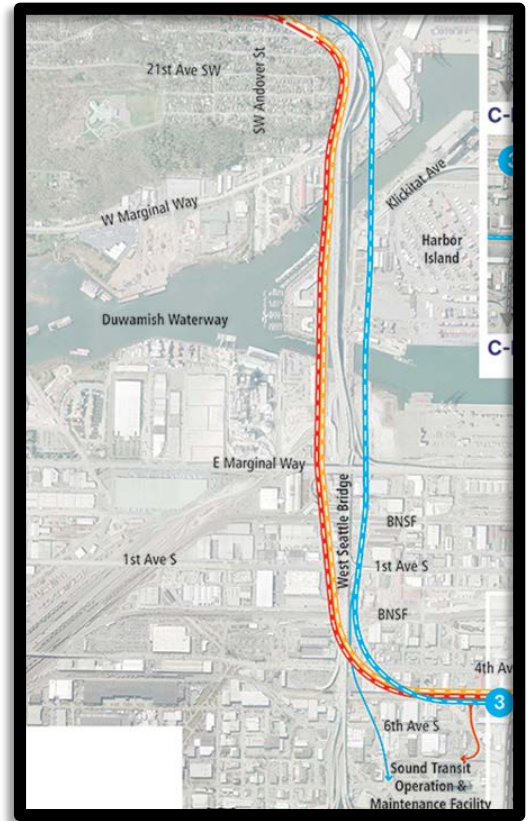 21st Ave SW
SW Andover St
C-
3
W Marginal Way
Klickitat Ave
Harbor
Island
C-
Duwamish Waterway
E Marginal Way
West Seattle Bridge
BNSF
1st Ave S
1st Ave S
BNSF
4th Av
3
6th Ave S
Sound Transit
Operation &
Maintenance Facility